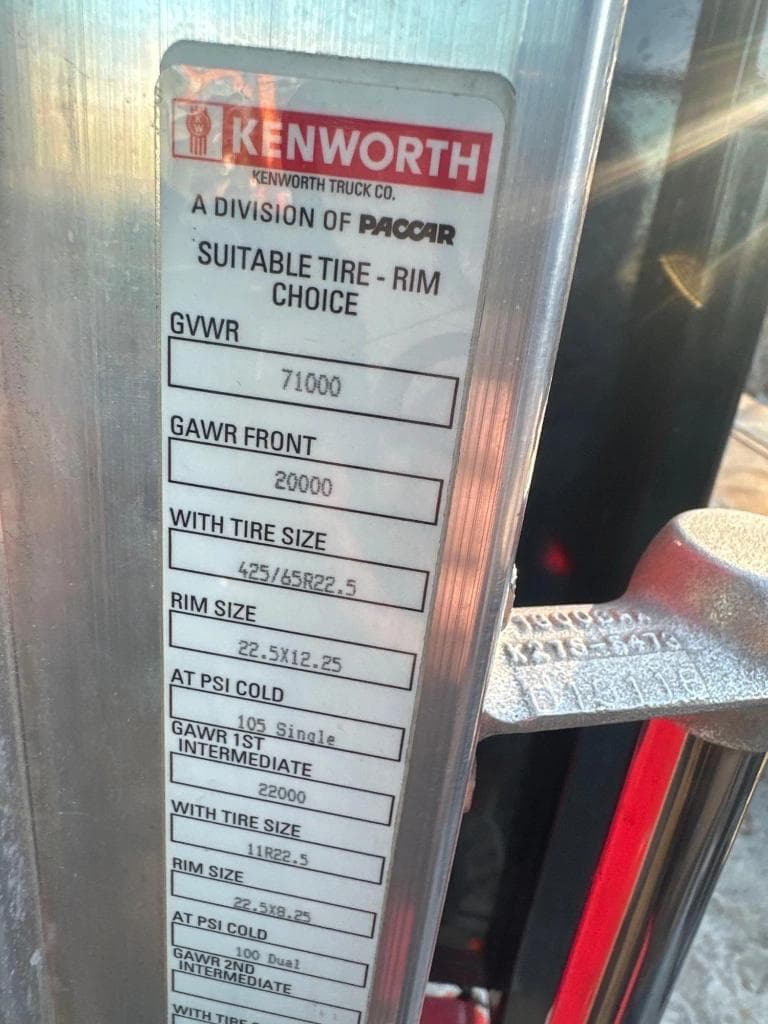 KENWORTH
KENWORTH TRUCK CO.
A DIVISION OF PACCAR
SUITABLE TIRE - RIM
CHOICE
GVWR
71000
GAWR FRONT
20000
WITH TIRE SIZE
425/65R22.5
RIM SIZE
22.5X12.25
AT PSI COLD
105 Single
GAWR 1ST
INTERMEDIATE
22000
WITH TIRE SIZE
11R22.5
RIM SIZE
22.5X8.25
AT PSI COLD
100 Dual
GAWR 2ND
INTERMEDIATE
WITH TIRE